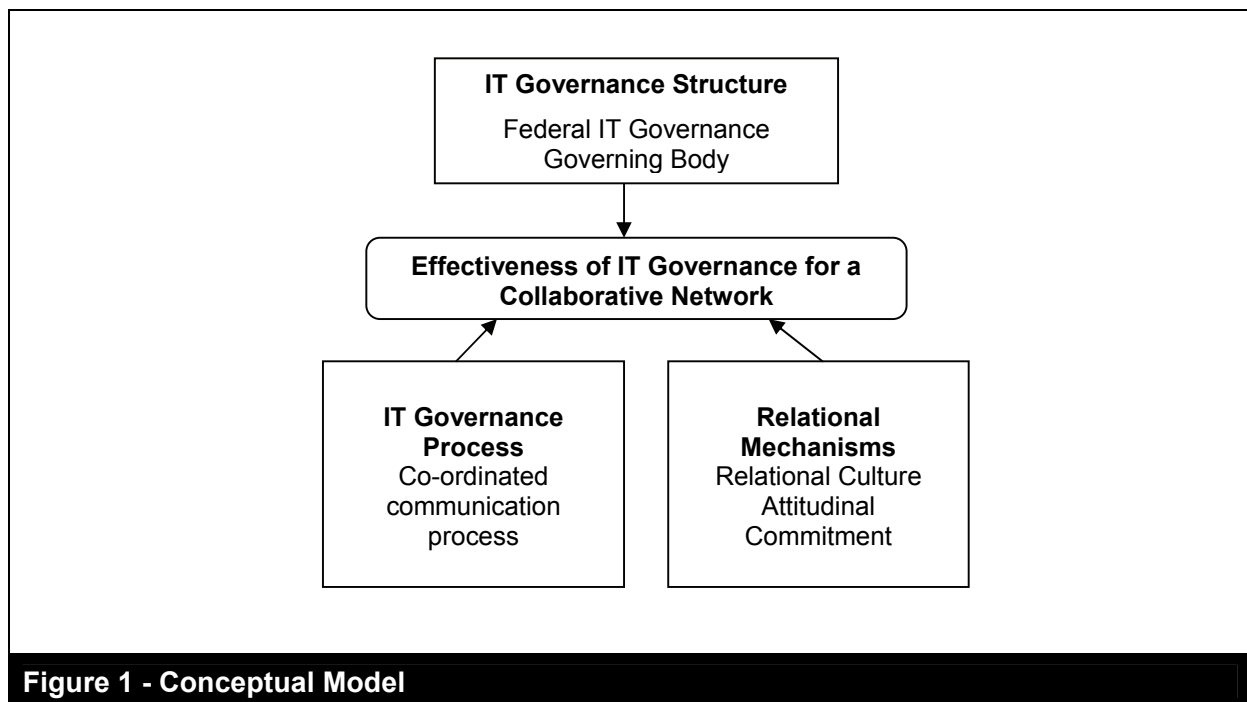 IT Governance Structure
Federal IT Governance
Governing Body
Effectiveness of IT Governance for a
Collaborative Network
IT Governance
Process
Co-ordinated
communication
process
Relational
Mechanisms
Relational Culture
Attitudinal
Commitment
Figure 1 - Conceptual Model